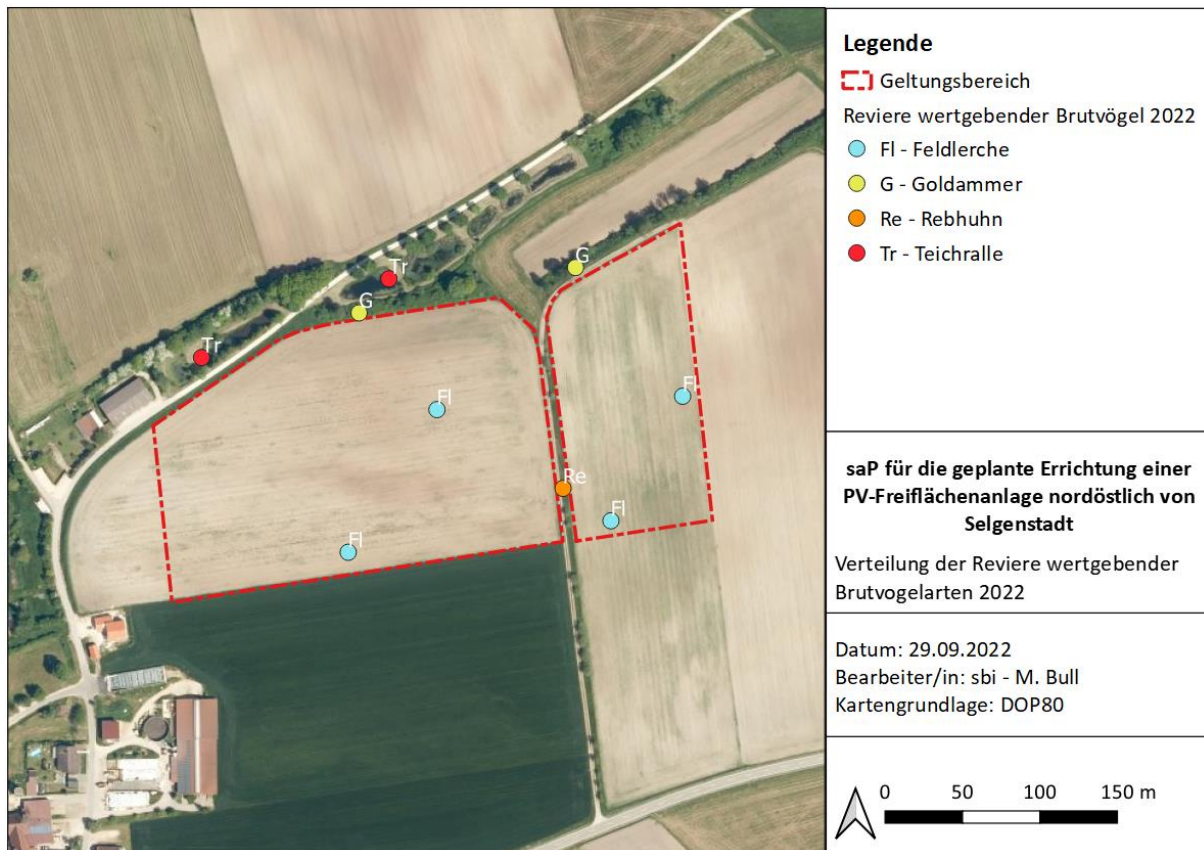 Legende
Geltungsbereich
Reviere wertgebender Brutvögel 2022
Fl - Feldlerche
G - Goldammer
Re - Rebhuhn
Tr - Teichralle
G
Tr
G
Tr
Fl
Fl
Re
Fl
Fl
saP für die geplante Errichtung einer
PV-Freiflächenanlage nordöstlich von
Selgenstadt
Verteilung der Reviere wertgebender
Brutvogelarten 2022
Datum: 29.09.2022
Bearbeiter/in: sbi - M. Bull
Kartengrundlage: DOP80
0 50 100 150 m